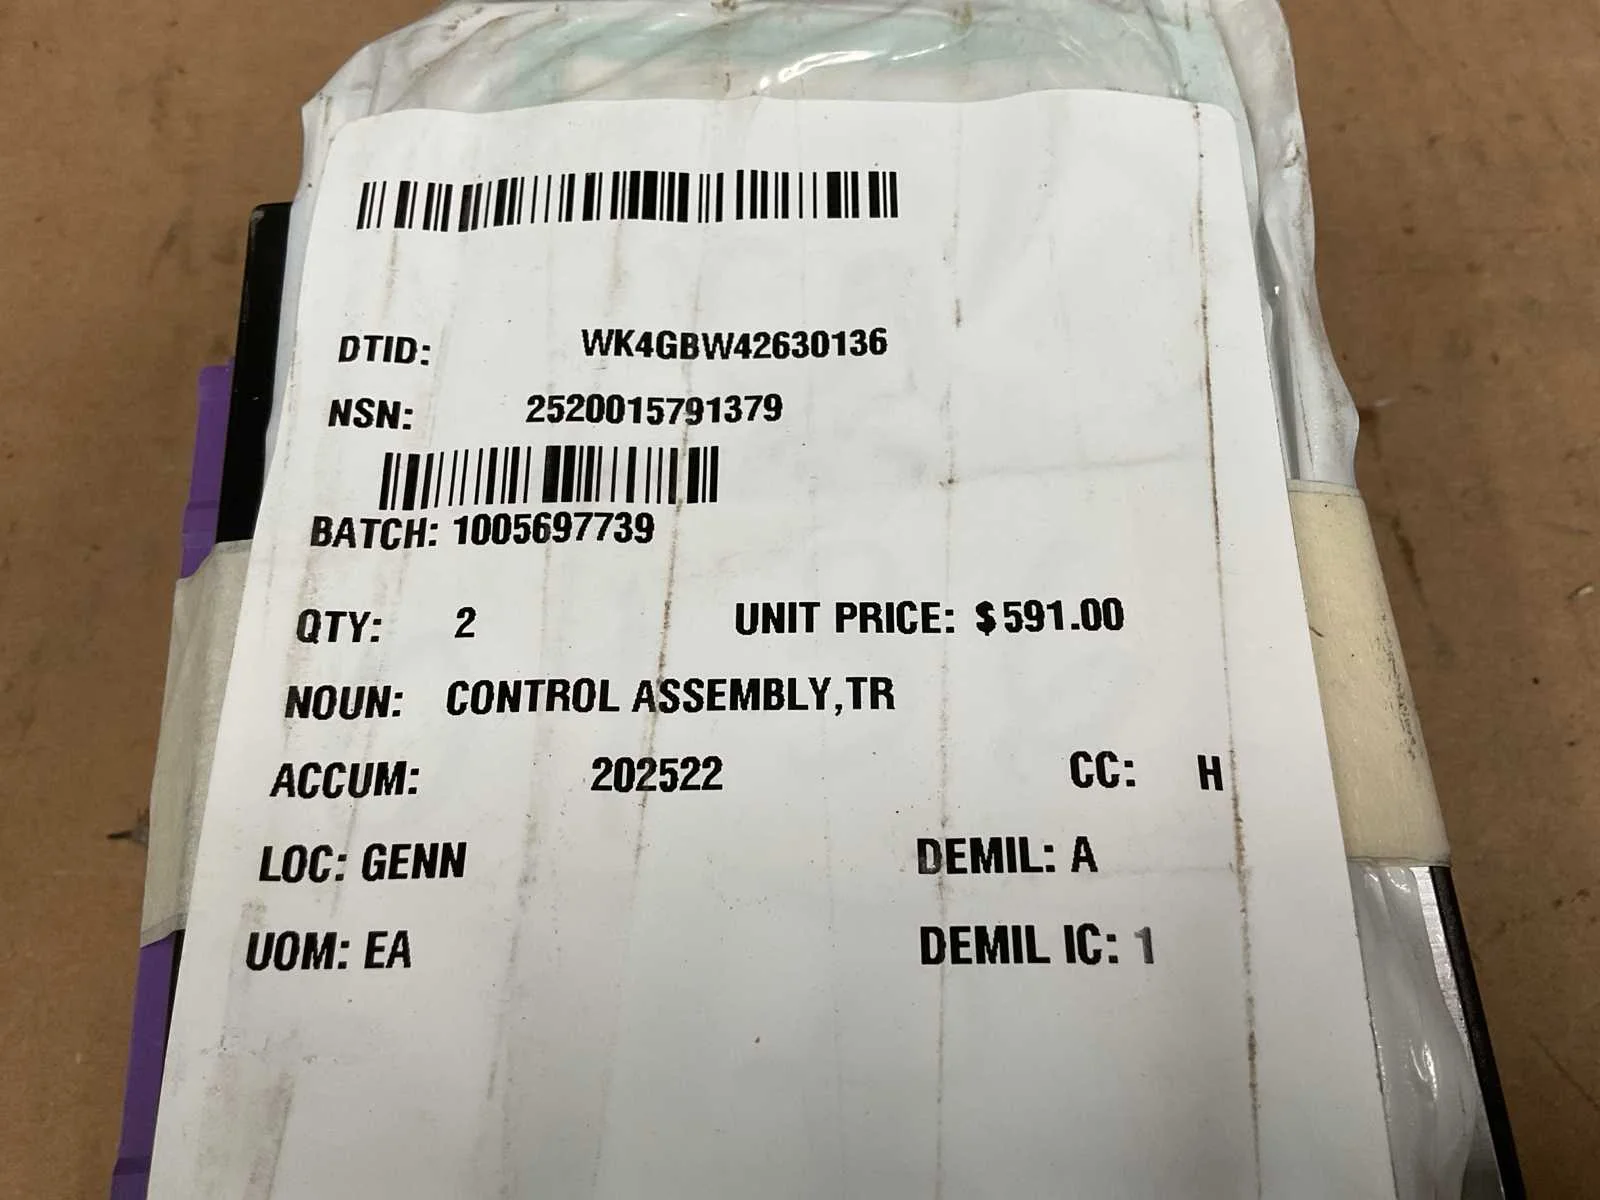 DTID: WK4GBW42630136
NSN: 2520015791379
BATCH: 1005697739
QTY: 2 UNIT PRICE: $591.00
NOUN: CONTROL ASSEMBLY,TR
ACCUM: 202522 CC: H
LOC: GENN DEMIL: A
UOM: EA DEMIL IC: 1